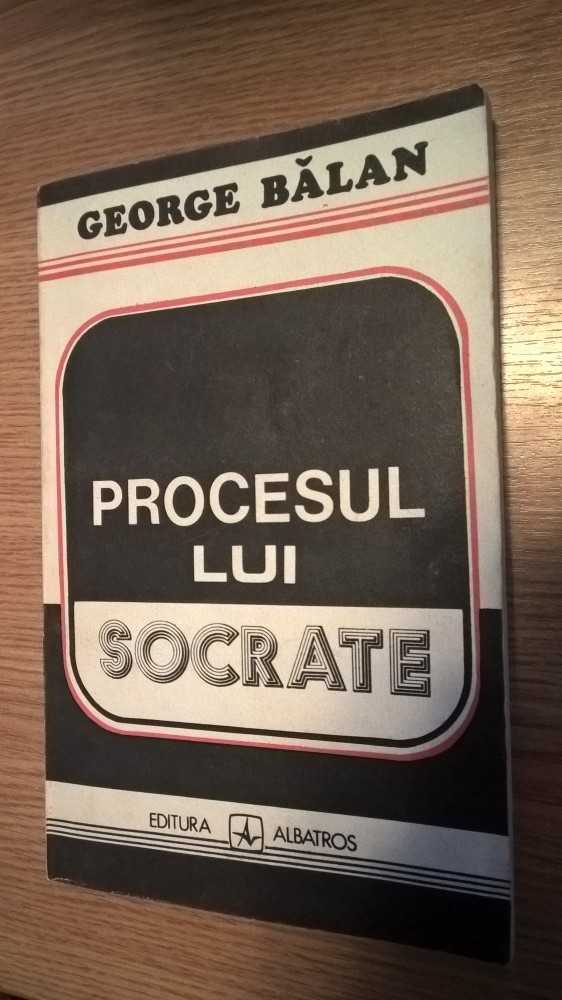 GEORGE BĂLAN
PROCESUL
LUI
SOCRATE
EDITURA ALBATROS